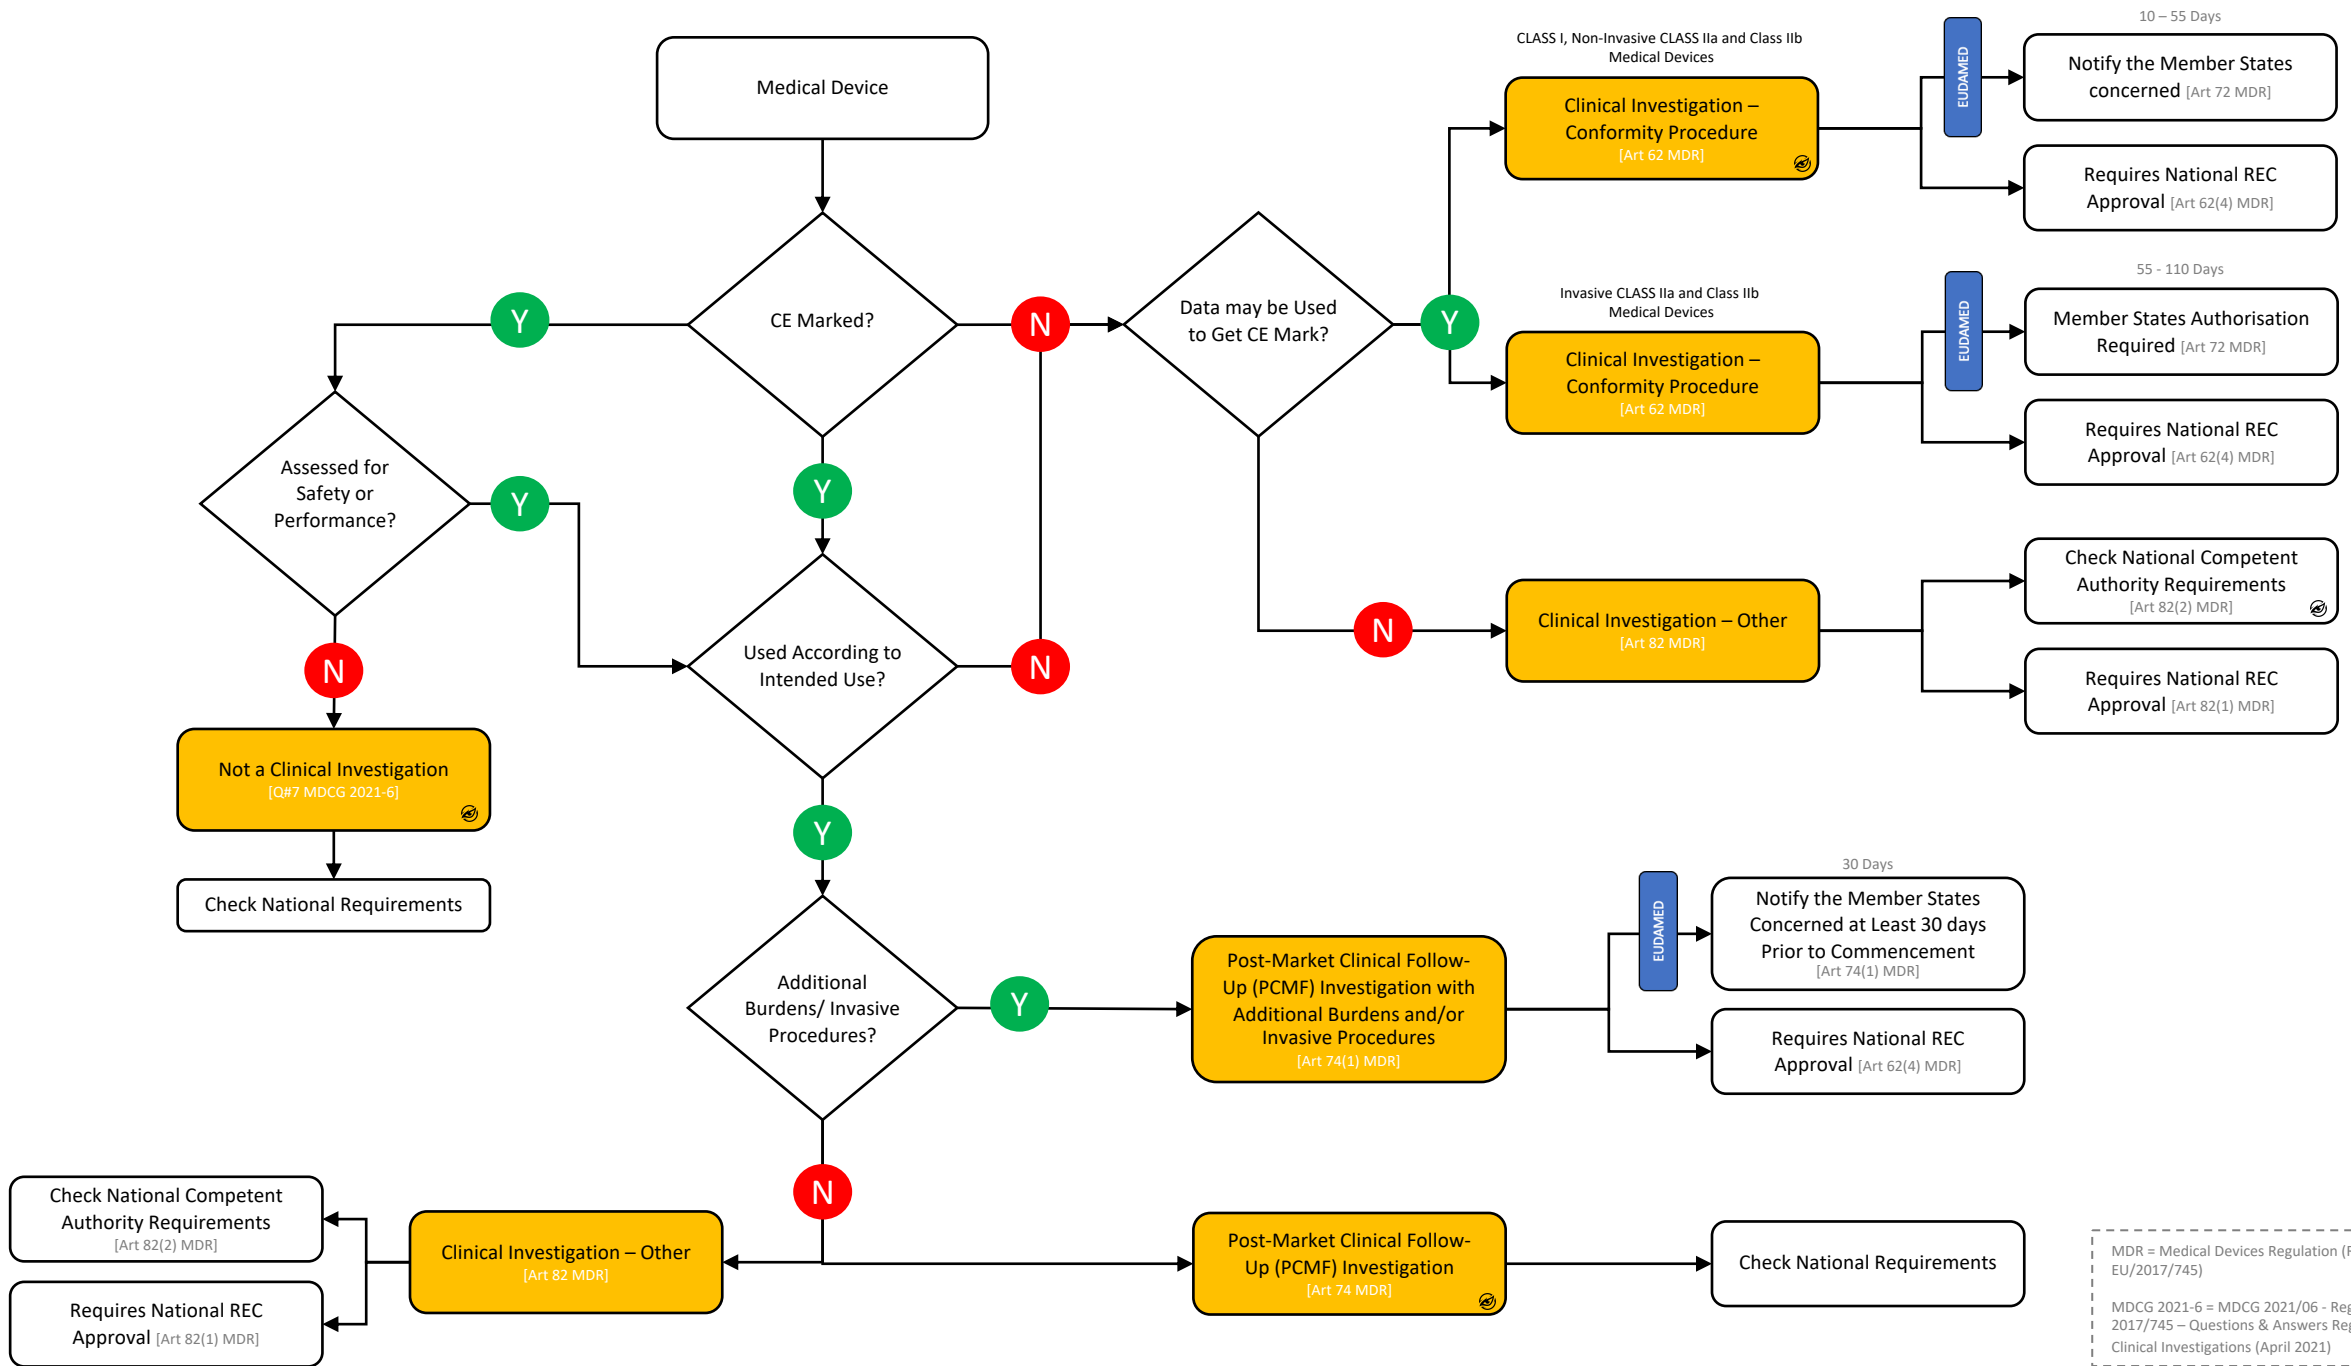 10 – 55 Days
CLASS I, Non-Invasive CLASS IIa and Class IIb
Medical Devices
EUDAMED
Notify the Member States
concerned [Art 72 MDR]
Medical Device
Clinical Investigation –
Conformity Procedure
[Art 62 MDR]
Requires National REC
Approval [Art 62(4) MDR]
55 - 110 Days
Invasive CLASS IIa and Class IIb
Medical Devices
EUDAMED
Y
CE Marked?
N
Data may be Used
to Get CE Mark?
Y
Member States Authorisation
Required [Art 72 MDR]
Clinical Investigation –
Conformity Procedure
[Art 62 MDR]
Requires National REC
Approval [Art 62(4) MDR]
Assessed for
Safety or
Performance?
Y
Y
Check National Competent
Authority Requirements
[Art 82(2) MDR]
N
Used According to
Intended Use?
N
N
Clinical Investigation – Other
[Art 82 MDR]
Requires National REC
Approval [Art 82(1) MDR]
Not a Clinical Investigation
[Q#7 MDCG 2021-6]
Y
Check National Requirements
30 Days
EUDAMED
Notify the Member States
Concerned at Least 30 days
Prior to Commencement
[Art 74(1) MDR]
Additional
Burdens/ Invasive
Procedures?
Y
Post-Market Clinical Follow-
Up (PCMF) Investigation with
Additional Burdens and/or
Invasive Procedures
[Art 74(1) MDR]
Requires National REC
Approval [Art 62(4) MDR]
N
Check National Competent
Authority Requirements
[Art 82(2) MDR]
Clinical Investigation – Other
[Art 82 MDR]
Post-Market Clinical Follow-
Up (PCMF) Investigation
[Art 74 MDR]
Check National Requirements
Requires National REC
Approval [Art 82(1) MDR]
MDR = Medical Devices Regulation
EU/2017/745)
MDCG 2021-6 = MDCG 2021/06 -
2017/745 – Questions & Answers
Clinical Investigations (April 2021)